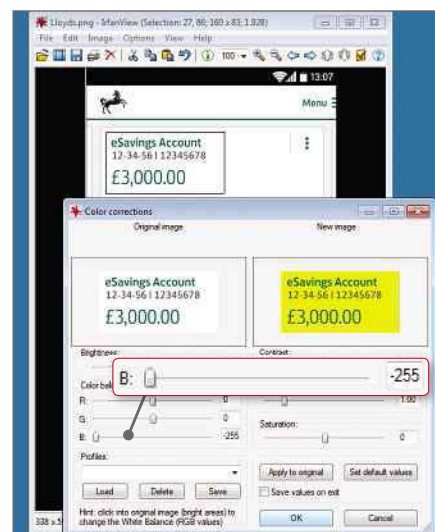 Lloyds.png - IrfanView (Selection: 27, 86; 160 x 83; 1.928)
File Edit Image Options View Help
100
13:07
Menu
eSavings Account
12-34-56 | 12345678
£3,000.00
Color corrections
Original image
New image
eSavings Account
12-34-56 | 12345678
£3,000.00
eSavings Account
12-34-56 | 12345678
£3,000.00
Brightness:
Contrast:
B:
-255
Color bal
R:
0
1.00
G:
0
Saturation:
B:
-255
0
Profiles:
Apply to original
Set default values
Load
Delete
Save
Save values on exit
Hint: click into original image (bright areas) to
change the White Balance (RGB values)
OK
Cancel